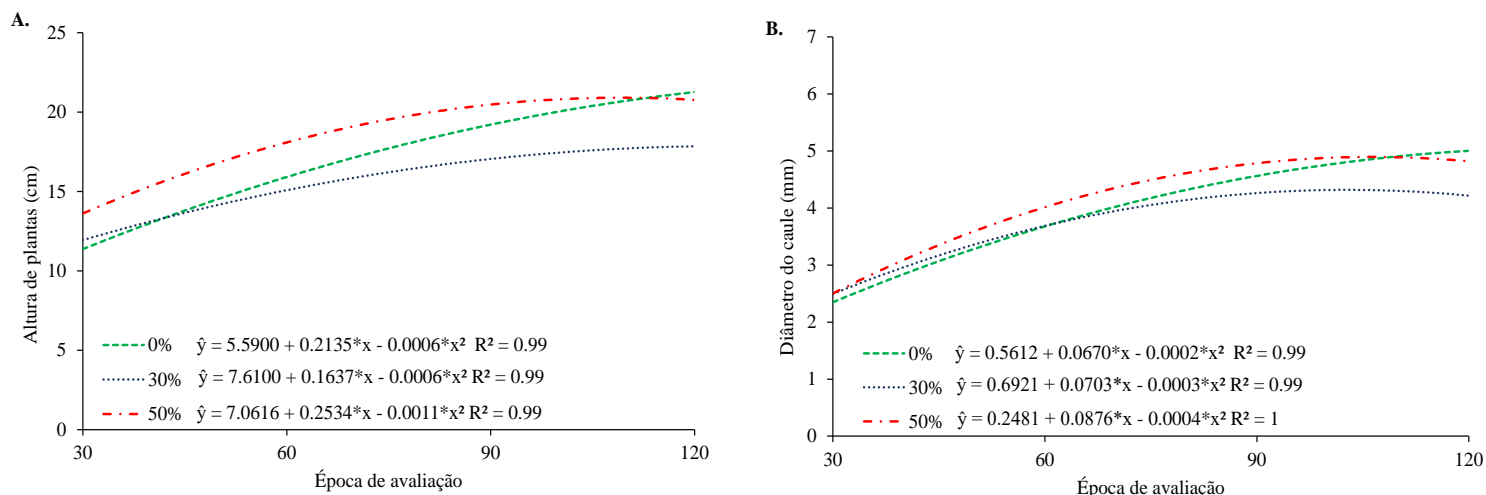 A.
25
20
15
10
5
0
Altura de plantas (cm)
0% ŷ = 5.5900 + 0.2135*x - 0.0006*x² R² = 0.99
30% ŷ = 7.6100 + 0.1637*x - 0.0006*x² R² = 0.99
50% ŷ = 7.0616 + 0.2534*x - 0.0011*x² R² = 0.99
30 60 90 120
Época de avaliação
B.
7
6
5
4
3
2
1
0
Diâmetro do caule (mm)
0% ŷ = 0.5612 + 0.0670*x - 0.0002*x² R² = 0.99
30% ŷ = 0.6921 + 0.0703*x - 0.0003*x² R² = 0.99
50% ŷ = 0.2481 + 0.0876*x - 0.0004*x² R² = 1
30 60 90 120
Época de avaliação